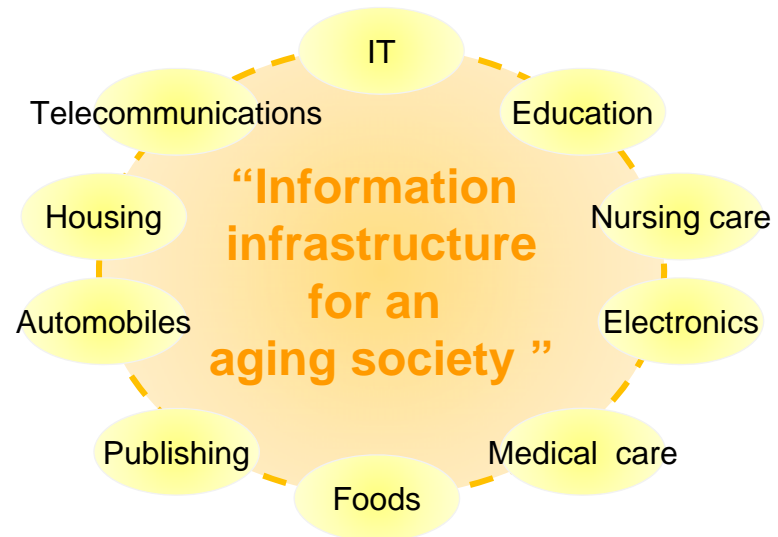 IT
Telecommunications
Education
“Information
infrastructure
for an
aging society ”
Housing
Nursing care
Automobiles
Electronics
Publishing
Medical care
Foods